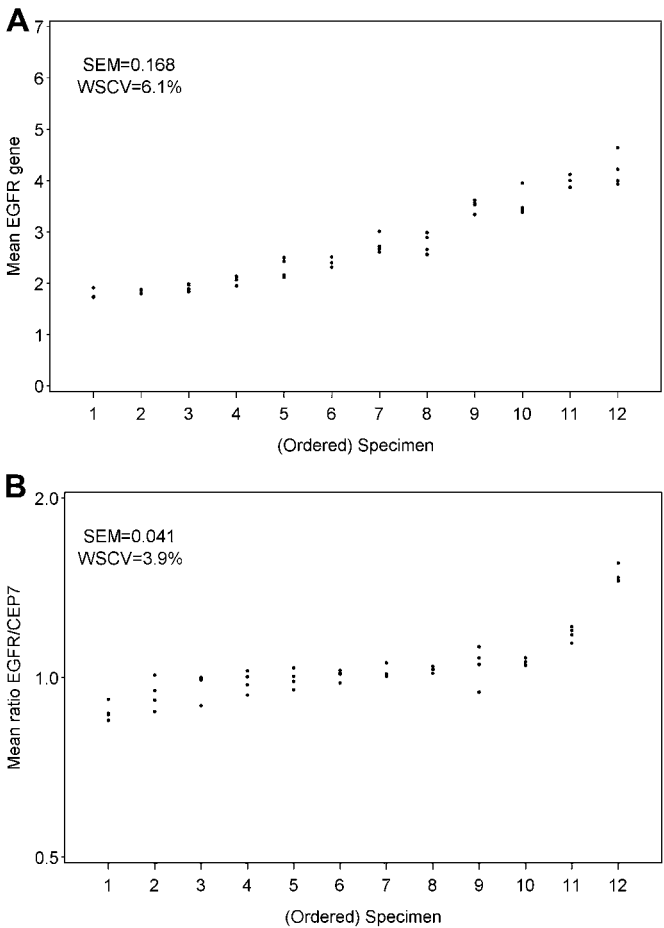 A
7
SEM=0.168
WSCV=6.1%
6
5
4
3
2
1
0
Mean EGFR gene
1 2 3 4 5 6 7 8 9 10 11 12
(Ordered) Specimen
B
2.0
SEM=0.041
WSCV=3.9%
1.0
0.5
Mean ratio EGFR/CEP7
1 2 3 4 5 6 7 8 9 10 11 12
(Ordered) Specimen